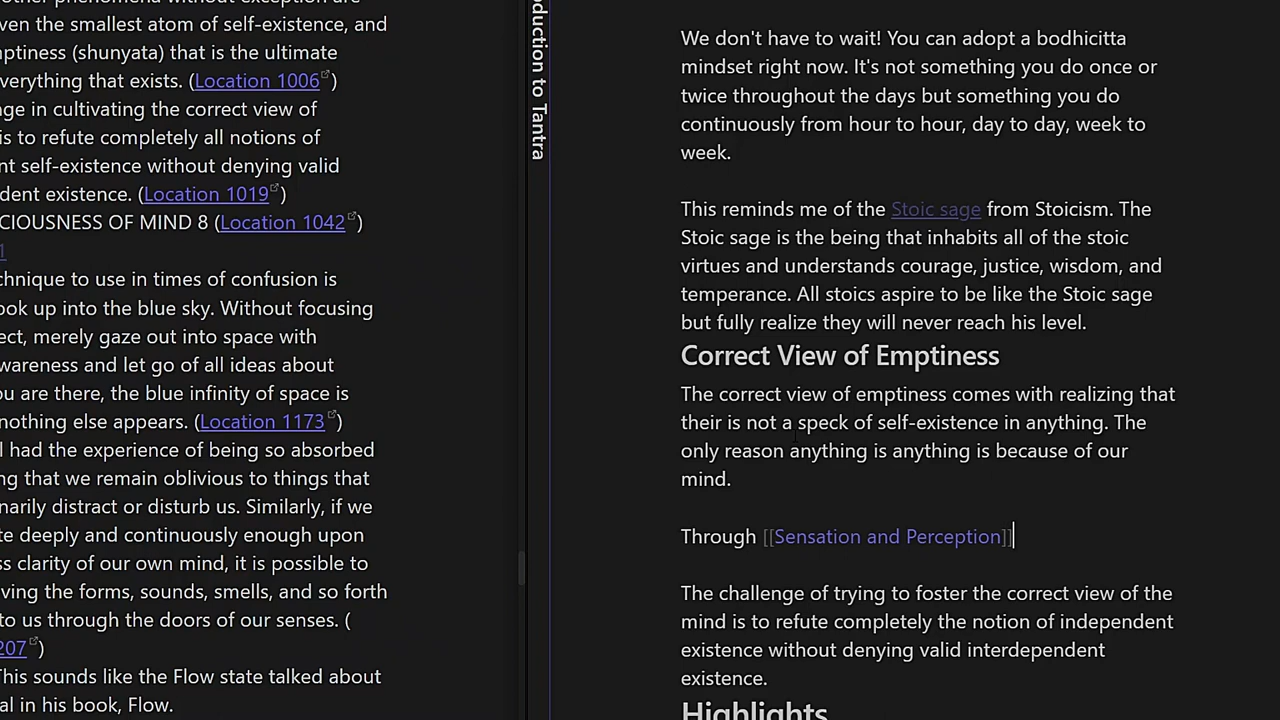 other phenomena without exception are
ven the smallest atom of self-existence, and
mptiness (shunyata) that is the ultimate
everything that exists. (Location 1006)
age in cultivating the correct view of
is to refute completely all notions of
nt self-existence without denying valid
dent existence. (Location 1019)
CIOUSNESS OF MIND 8 (Location 1042)
1
chnique to use in times of confusion is
ook up into the blue sky. Without focusing
ect, merely gaze out into space with
wareness and let go of all ideas about
ou are there, the blue infinity of space is
nothing else appears. (Location 1173)
l had the experience of being so absorbed
ng that we remain oblivious to things that
narily distract or disturb us. Similarly, if we
te deeply and continuously enough upon
ss clarity of our own mind, it is possible to
ving the forms, sounds, smells, and so forth
to us through the doors of our senses. (
207)
This sounds like the Flow state talked about
al in his book, Flow.
oduction to Tantra
We don't have to wait! You can adopt a bodhicitta
mindset right now. It's not something you do once or
twice throughout the days but something you do
continuously from hour to hour, day to day, week to
week.
This reminds me of the Stoic sage from Stoicism. The
Stoic sage is the being that inhabits all of the stoic
virtues and understands courage, justice, wisdom, and
temperance. All stoics aspire to be like the Stoic sage
but fully realize they will never reach his level.
Correct View of Emptiness
The correct view of emptiness comes with realizing that
their is not a speck of self-existence in anything. The
only reason anything is anything is because of our
mind.
Through [[Sensation and Perception]]
The challenge of trying to foster the correct view of the
mind is to refute completely the notion of independent
existence without denying valid interdependent
existence.
Highlights